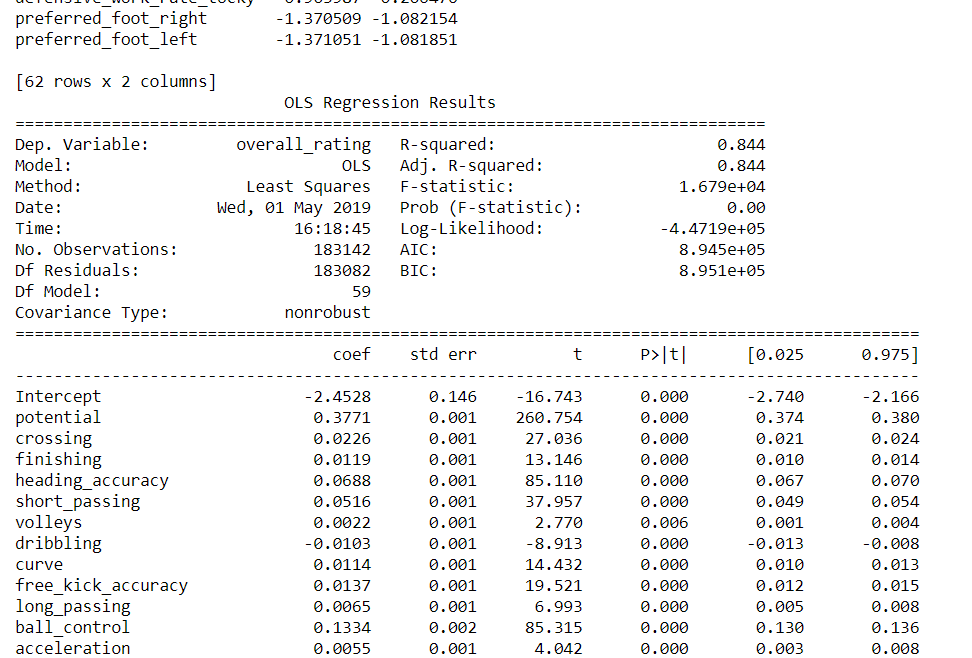 defensive_work_rate_tocky -0.565987 -0.266476
preferred_foot_right -1.370509 -1.082154
preferred_foot_left -1.371051 -1.081851
[62 rows x 2 columns]
OLS Regression Results
==============================================================================
Dep. Variable: overall_rating R-squared: 0.844
Model: OLS Adj. R-squared: 0.844
Method: Least Squares F-statistic: 1.679e+04
Date: Wed, 01 May 2019 Prob (F-statistic): 0.00
Time: 16:18:45 Log-Likelihood: -4.4719e+05
No. Observations: 183142 AIC: 8.945e+05
Df Residuals: 183082 BIC: 8.951e+05
Df Model: 59
Covariance Type: nonrobust
==============================================================================================
coef std err t P>|t| [0.025 0.975]
----------------------------------------------------------------------------------------------
Intercept -2.4528 0.146 -16.743 0.000 -2.740 -2.166
potential 0.3771 0.001 260.754 0.000 0.374 0.380
crossing 0.0226 0.001 27.036 0.000 0.021 0.024
finishing 0.0119 0.001 13.146 0.000 0.010 0.014
heading_accuracy 0.0688 0.001 85.110 0.000 0.067 0.070
short_passing 0.0516 0.001 37.957 0.000 0.049 0.054
volleys 0.0022 0.001 2.770 0.006 0.001 0.004
dribbling -0.0103 0.001 -8.913 0.000 -0.013 -0.008
curve 0.0114 0.001 14.432 0.000 0.010 0.013
free_kick_accuracy 0.0137 0.001 19.521 0.000 0.012 0.015
long_passing 0.0065 0.001 6.993 0.000 0.005 0.008
ball_control 0.1334 0.002 85.315 0.000 0.130 0.136
acceleration 0.0055 0.001 4.042 0.000 0.003 0.008